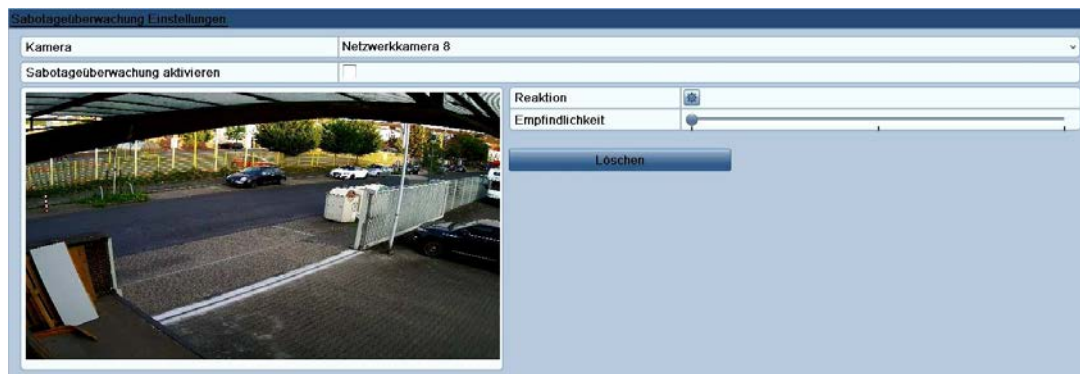 Sabotageüberwachung Einstellungen
Kamera Netzwerkkamera 8
Sabotageüberwachung aktivieren
Reaktion
Empfindlichkeit
Löschen